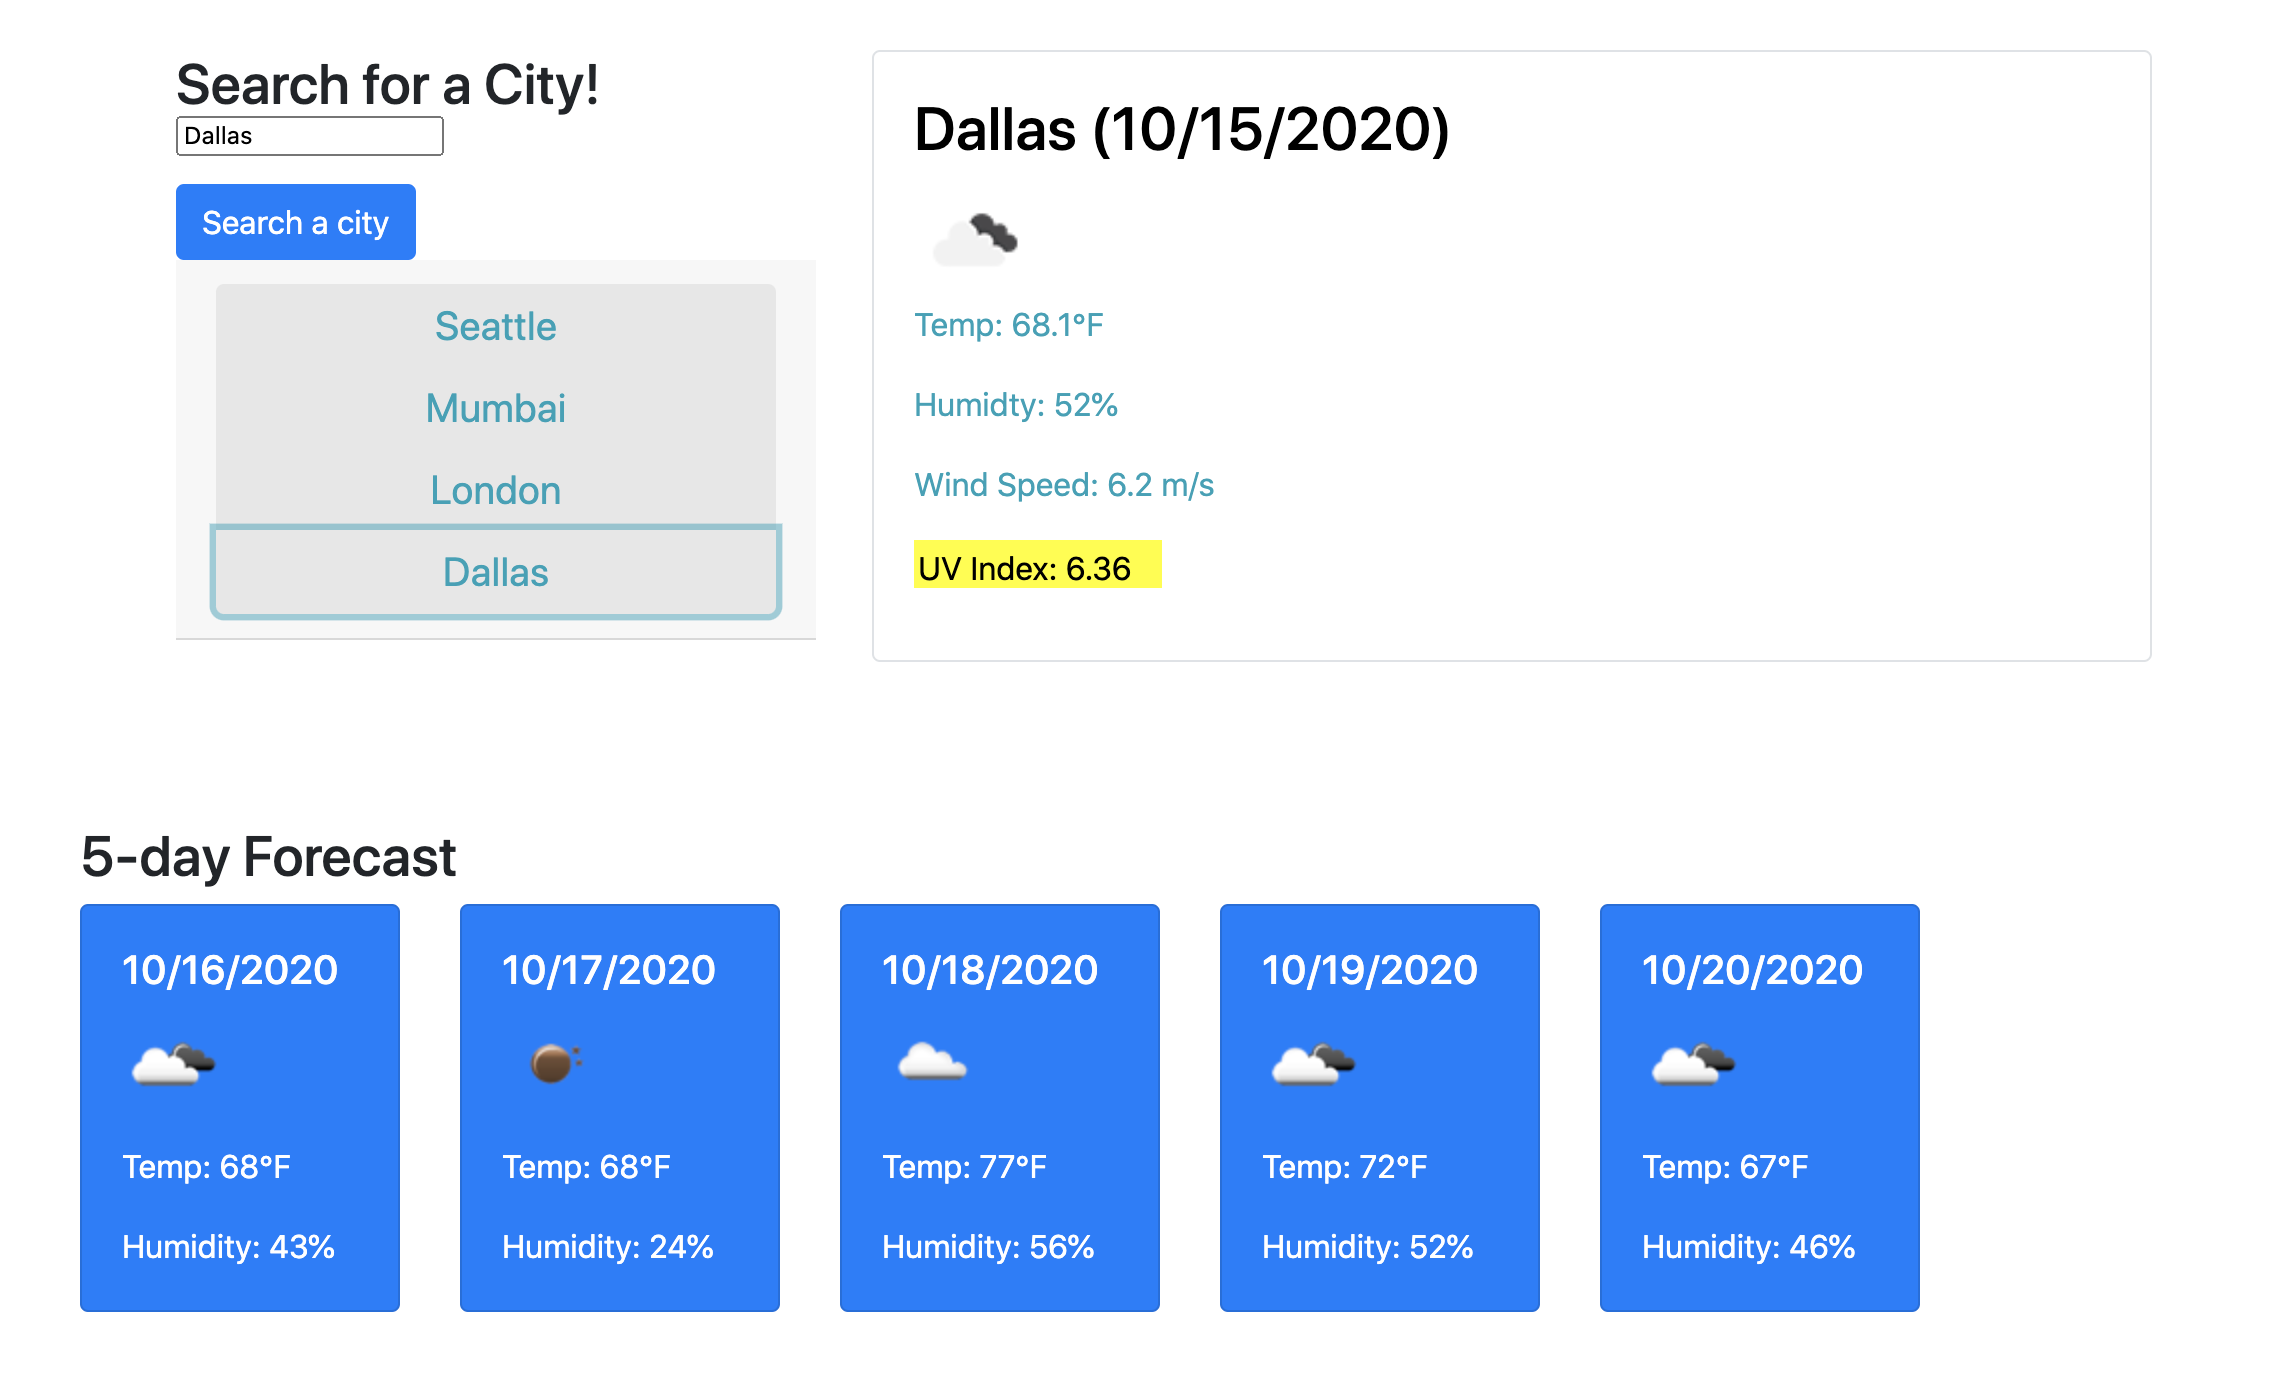 Search for a City!
Dallas
Search a city
Seattle
Mumbai
London
Dallas
Dallas (10/15/2020)
Temp: 68.1°F
Humidty: 52%
Wind Speed: 6.2 m/s
UV Index: 6.36
5-day Forecast
10/16/2020
Temp: 68°F
Humidity: 43%
10/17/2020
Temp: 68°F
Humidity: 24%
10/18/2020
Temp: 77°F
Humidity: 56%
10/19/2020
Temp: 72°F
Humidity: 52%
10/20/2020
Temp: 67°F
Humidity: 46%